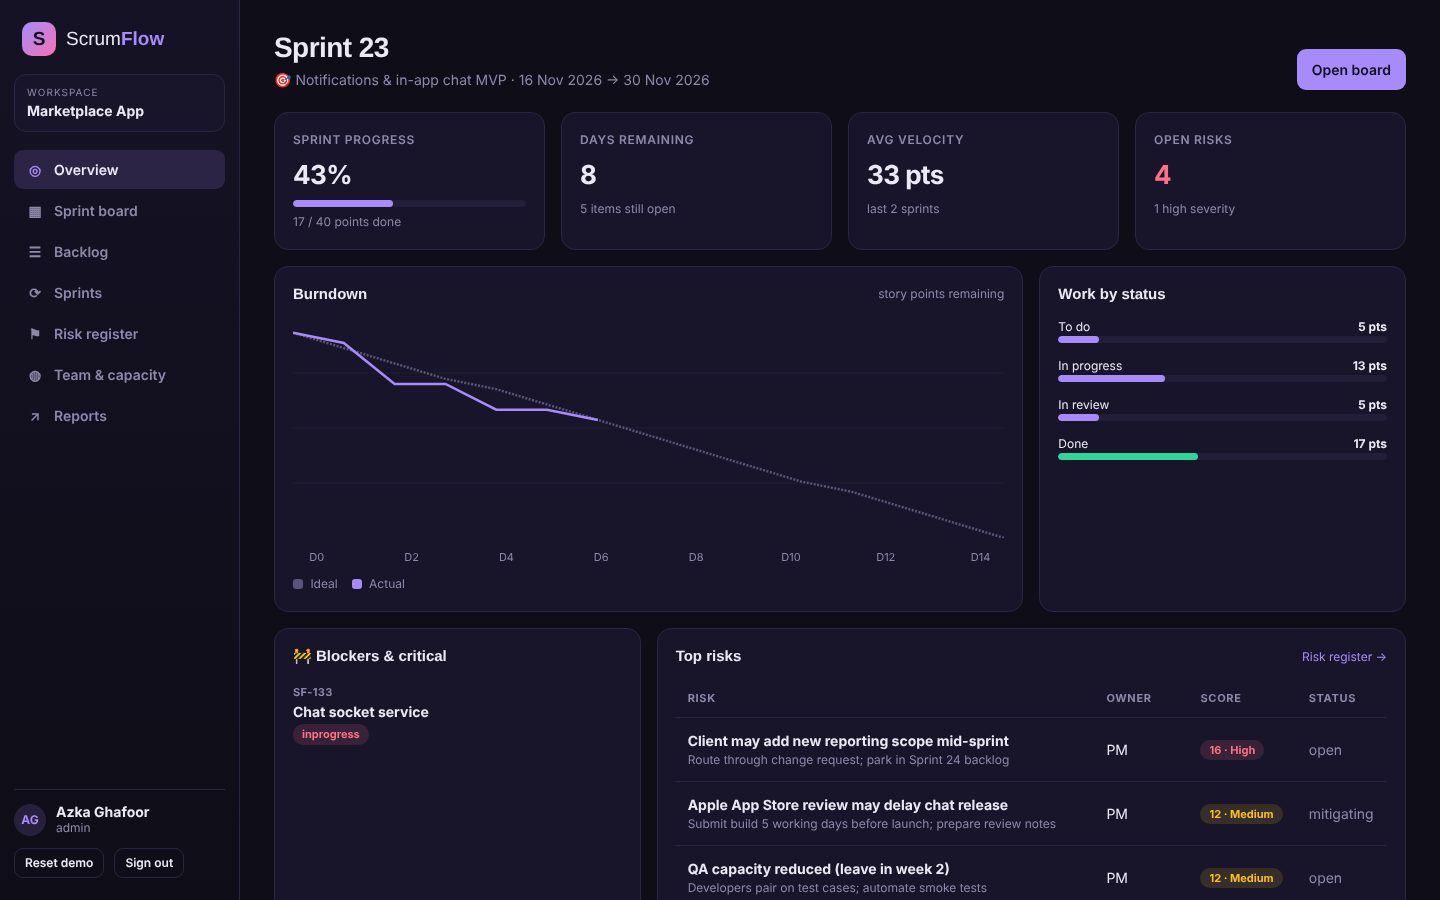 S ScrumFlow
WORKSPACE
Marketplace App
Overview
Sprint board
Backlog
Sprints
Risk register
Team & capacity
Reports
AG Azka Ghafoor
admin
Reset demo Sign out
Sprint 23
🎯 Notifications & in-app chat MVP · 16 Nov 2026 → 30 Nov 2026
Open board
SPRINT PROGRESS
43%
17 / 40 points done
DAYS REMAINING
8
5 items still open
AVG VELOCITY
33 pts
last 2 sprints
OPEN RISKS
4
1 high severity
Burndown story points remaining
D0 D2 D4 D6 D8 D10 D12 D14
Ideal Actual
Work by status
To do 5 pts
In progress 13 pts
In review 5 pts
Done 17 pts
🚧 Blockers & critical
SF-133
Chat socket service
inprogress
Top risks Risk register →
RISK OWNER SCORE STATUS
Client may add new reporting scope mid-sprint
Route through change request; park in Sprint 24 backlog
PM 16 · High open
Apple App Store review may delay chat release
Submit build 5 working days before launch; prepare review notes
PM 12 · Medium mitigating
QA capacity reduced (leave in week 2)
Developers pair on test cases; automate smoke tests
PM 12 · Medium open